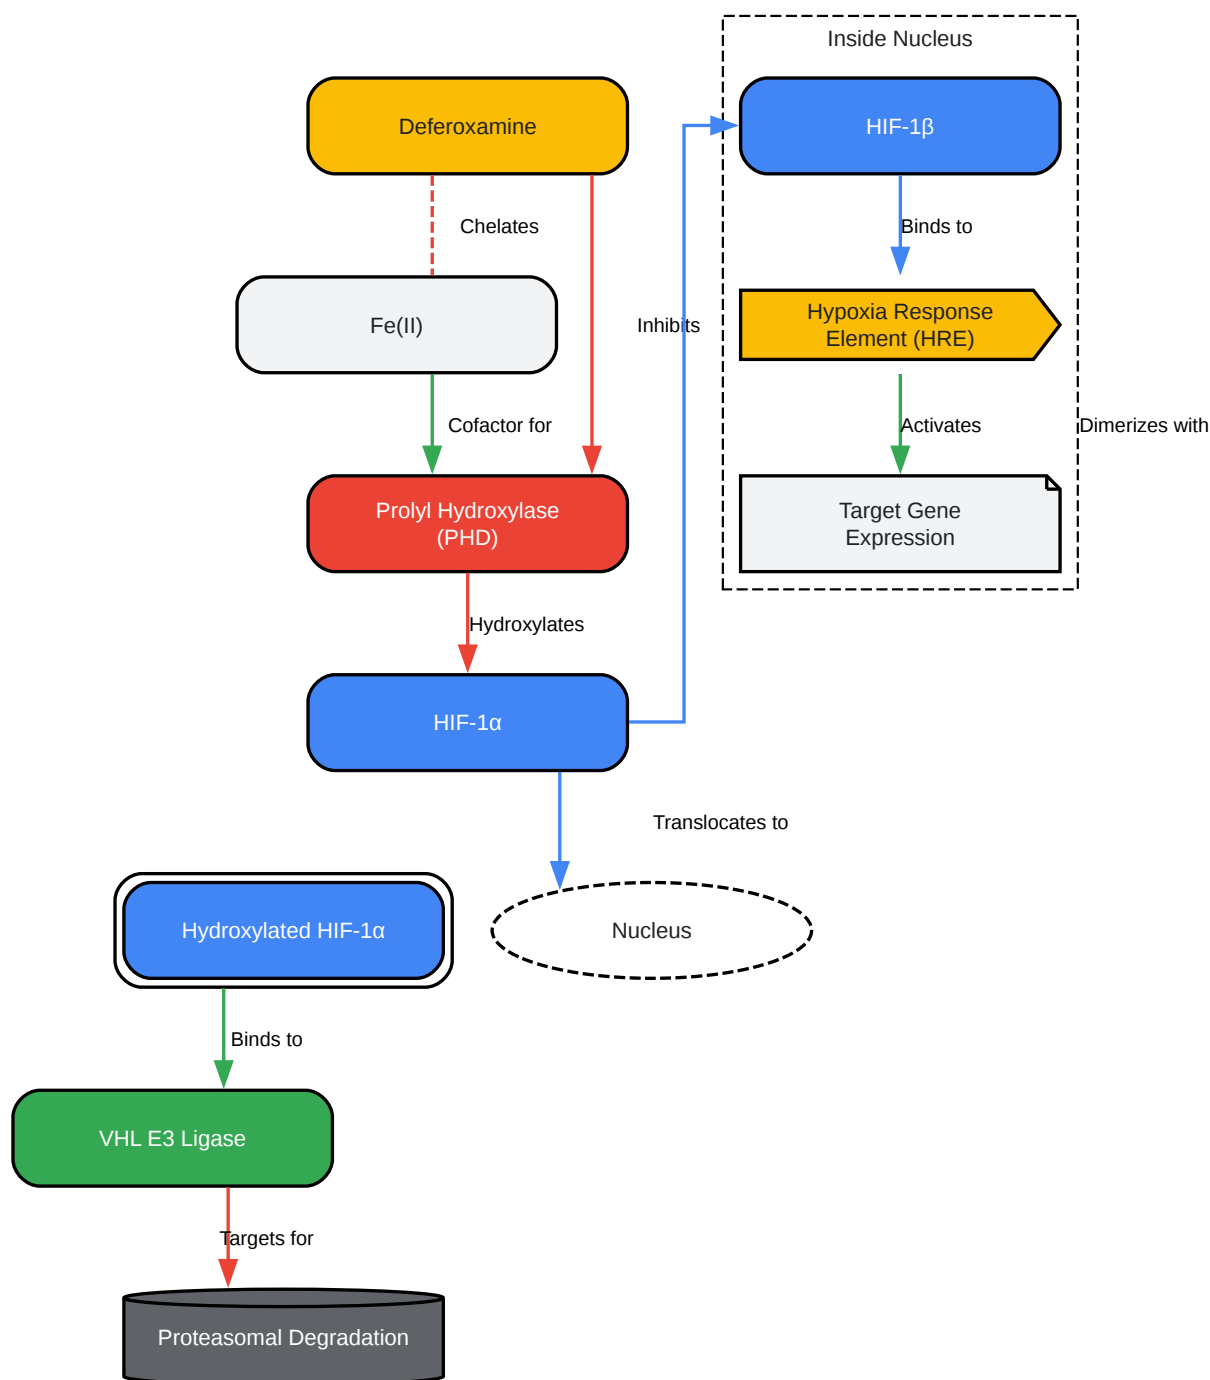 Inside Nucleus
Deferoxamine
HIF-1β
Chelates
Binds to
Fe(II)
Inhibits
Hypoxia Response
Element (HRE)
Cofactor for
Activates
Dimerizes with
Prolyl Hydroxylase
(PHD)
Target Gene
Expression
Hydroxylates
HIF-1α
Translocates to
Hydroxylated HIF-1α
Nucleus
Binds to
VHL E3 Ligase
Targets for
Proteasomal Degradation